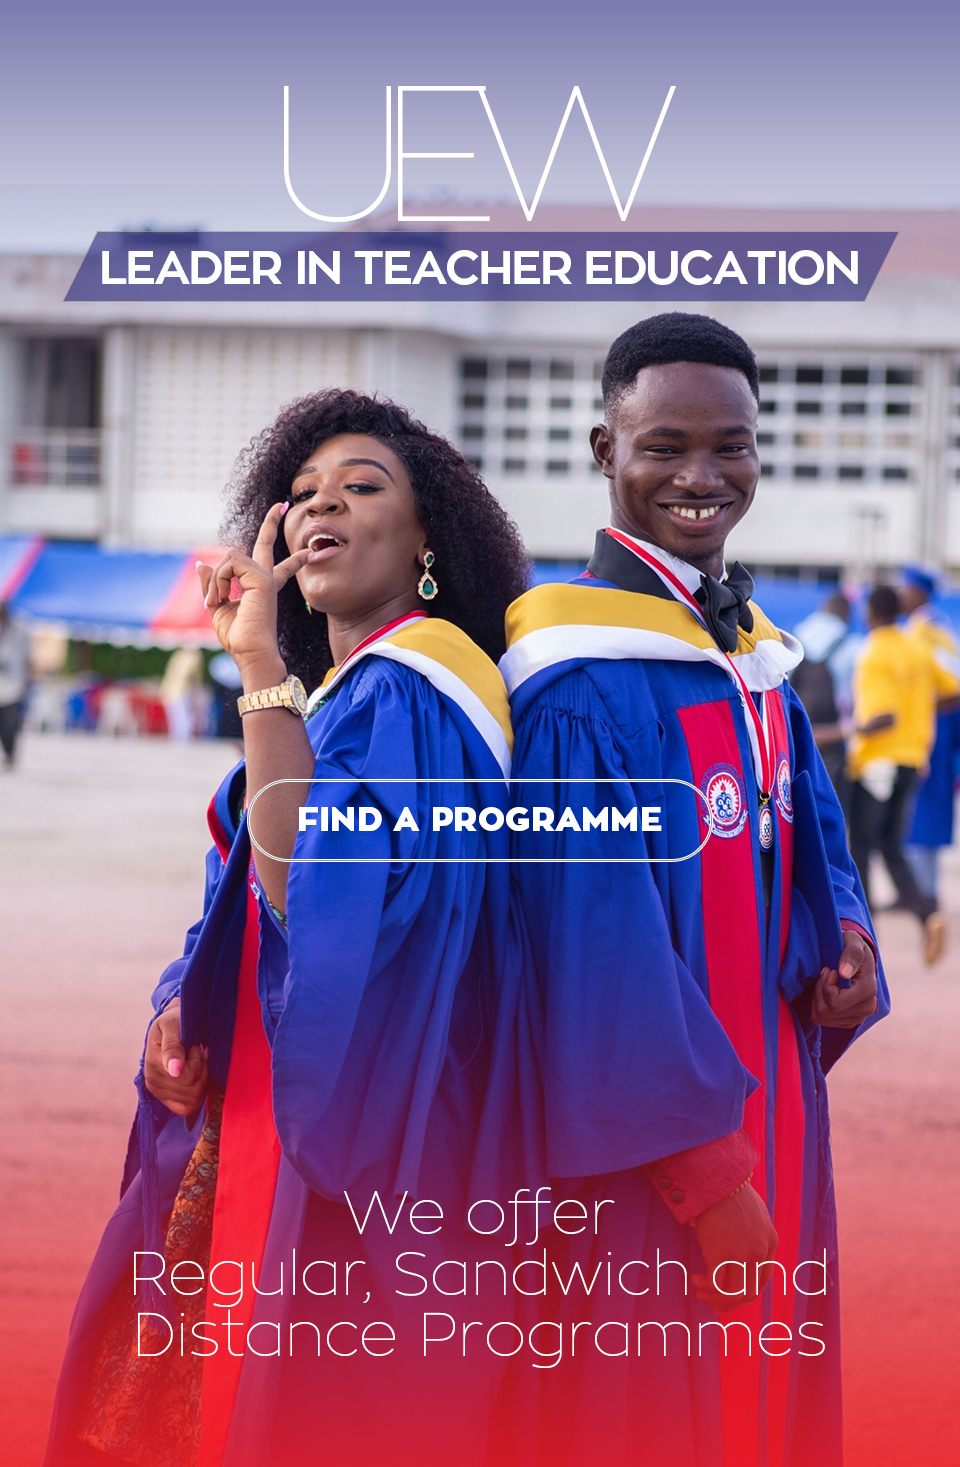 UEW
LEADER IN TEACHER EDUCATION
FIND A PROGRAMME
We offer
Regular, Sandwich and
Distance Programmes